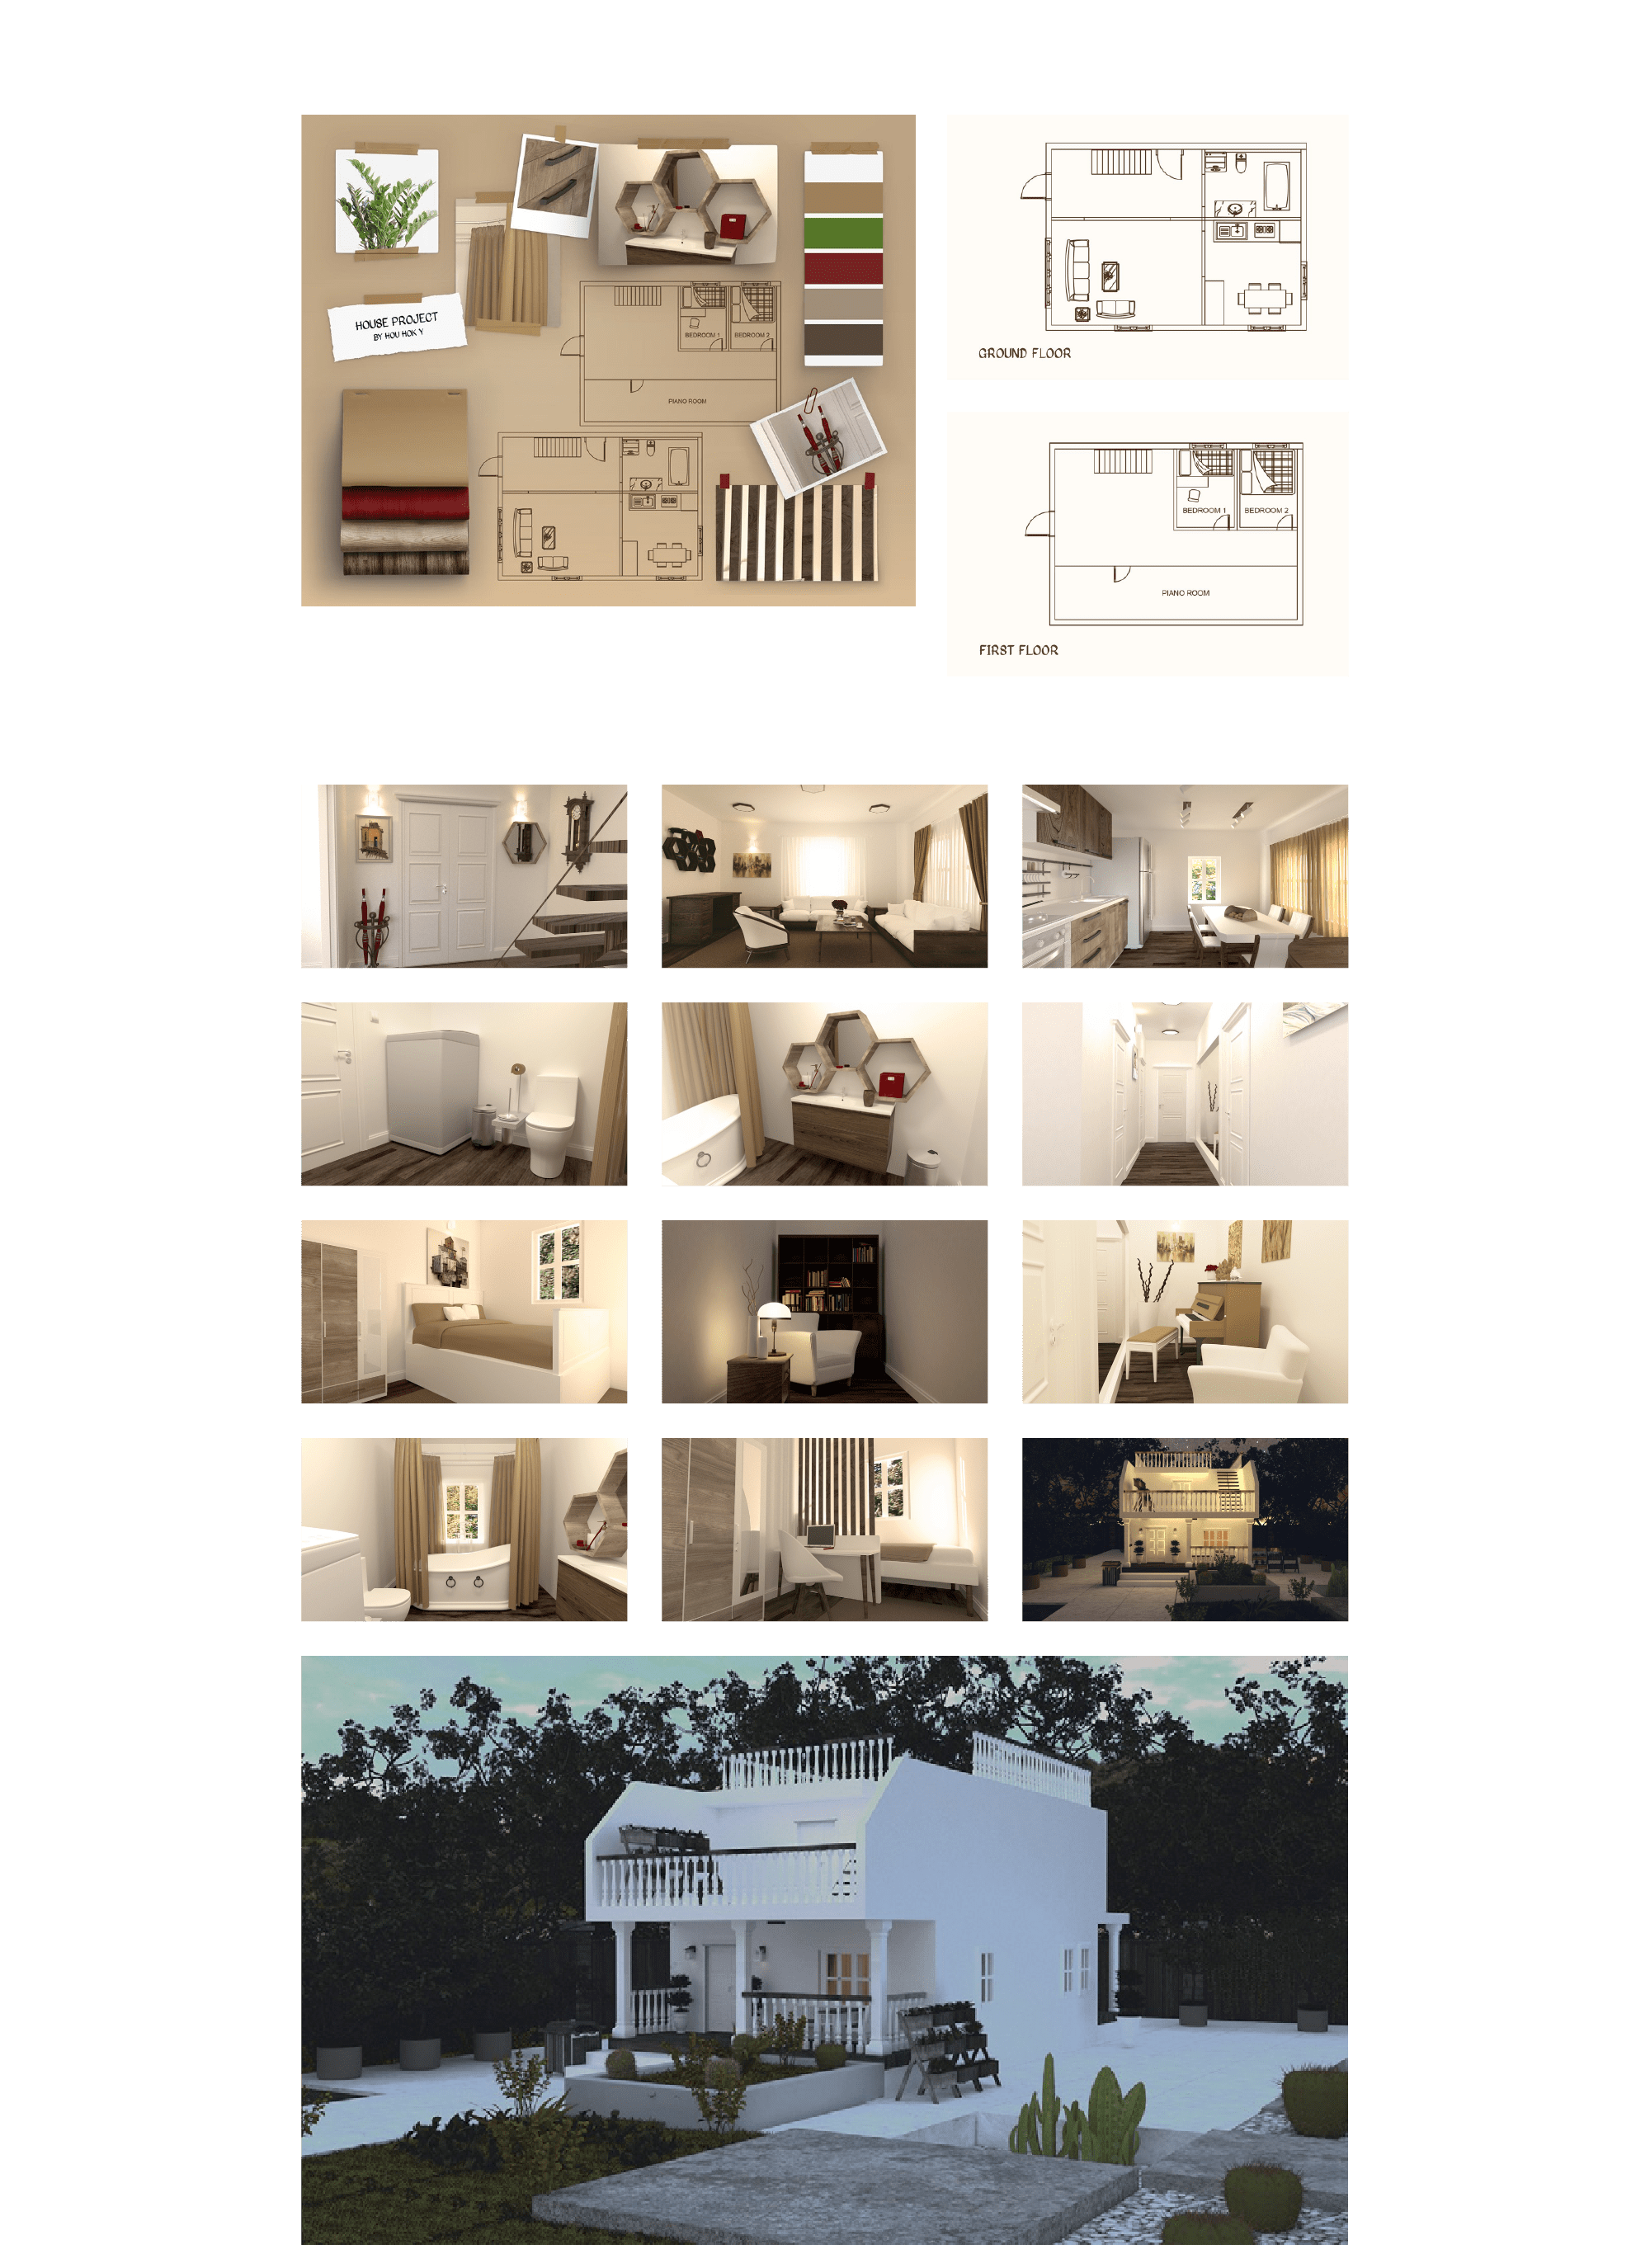 HOUSE PROJECT
BY HOU HOK Y
BEDROOM 1
BEDROOM 2
PIANO ROOM
GROUND FLOOR
BEDROOM 1
BEDROOM 2
PIANO ROOM
FIRST FLOOR